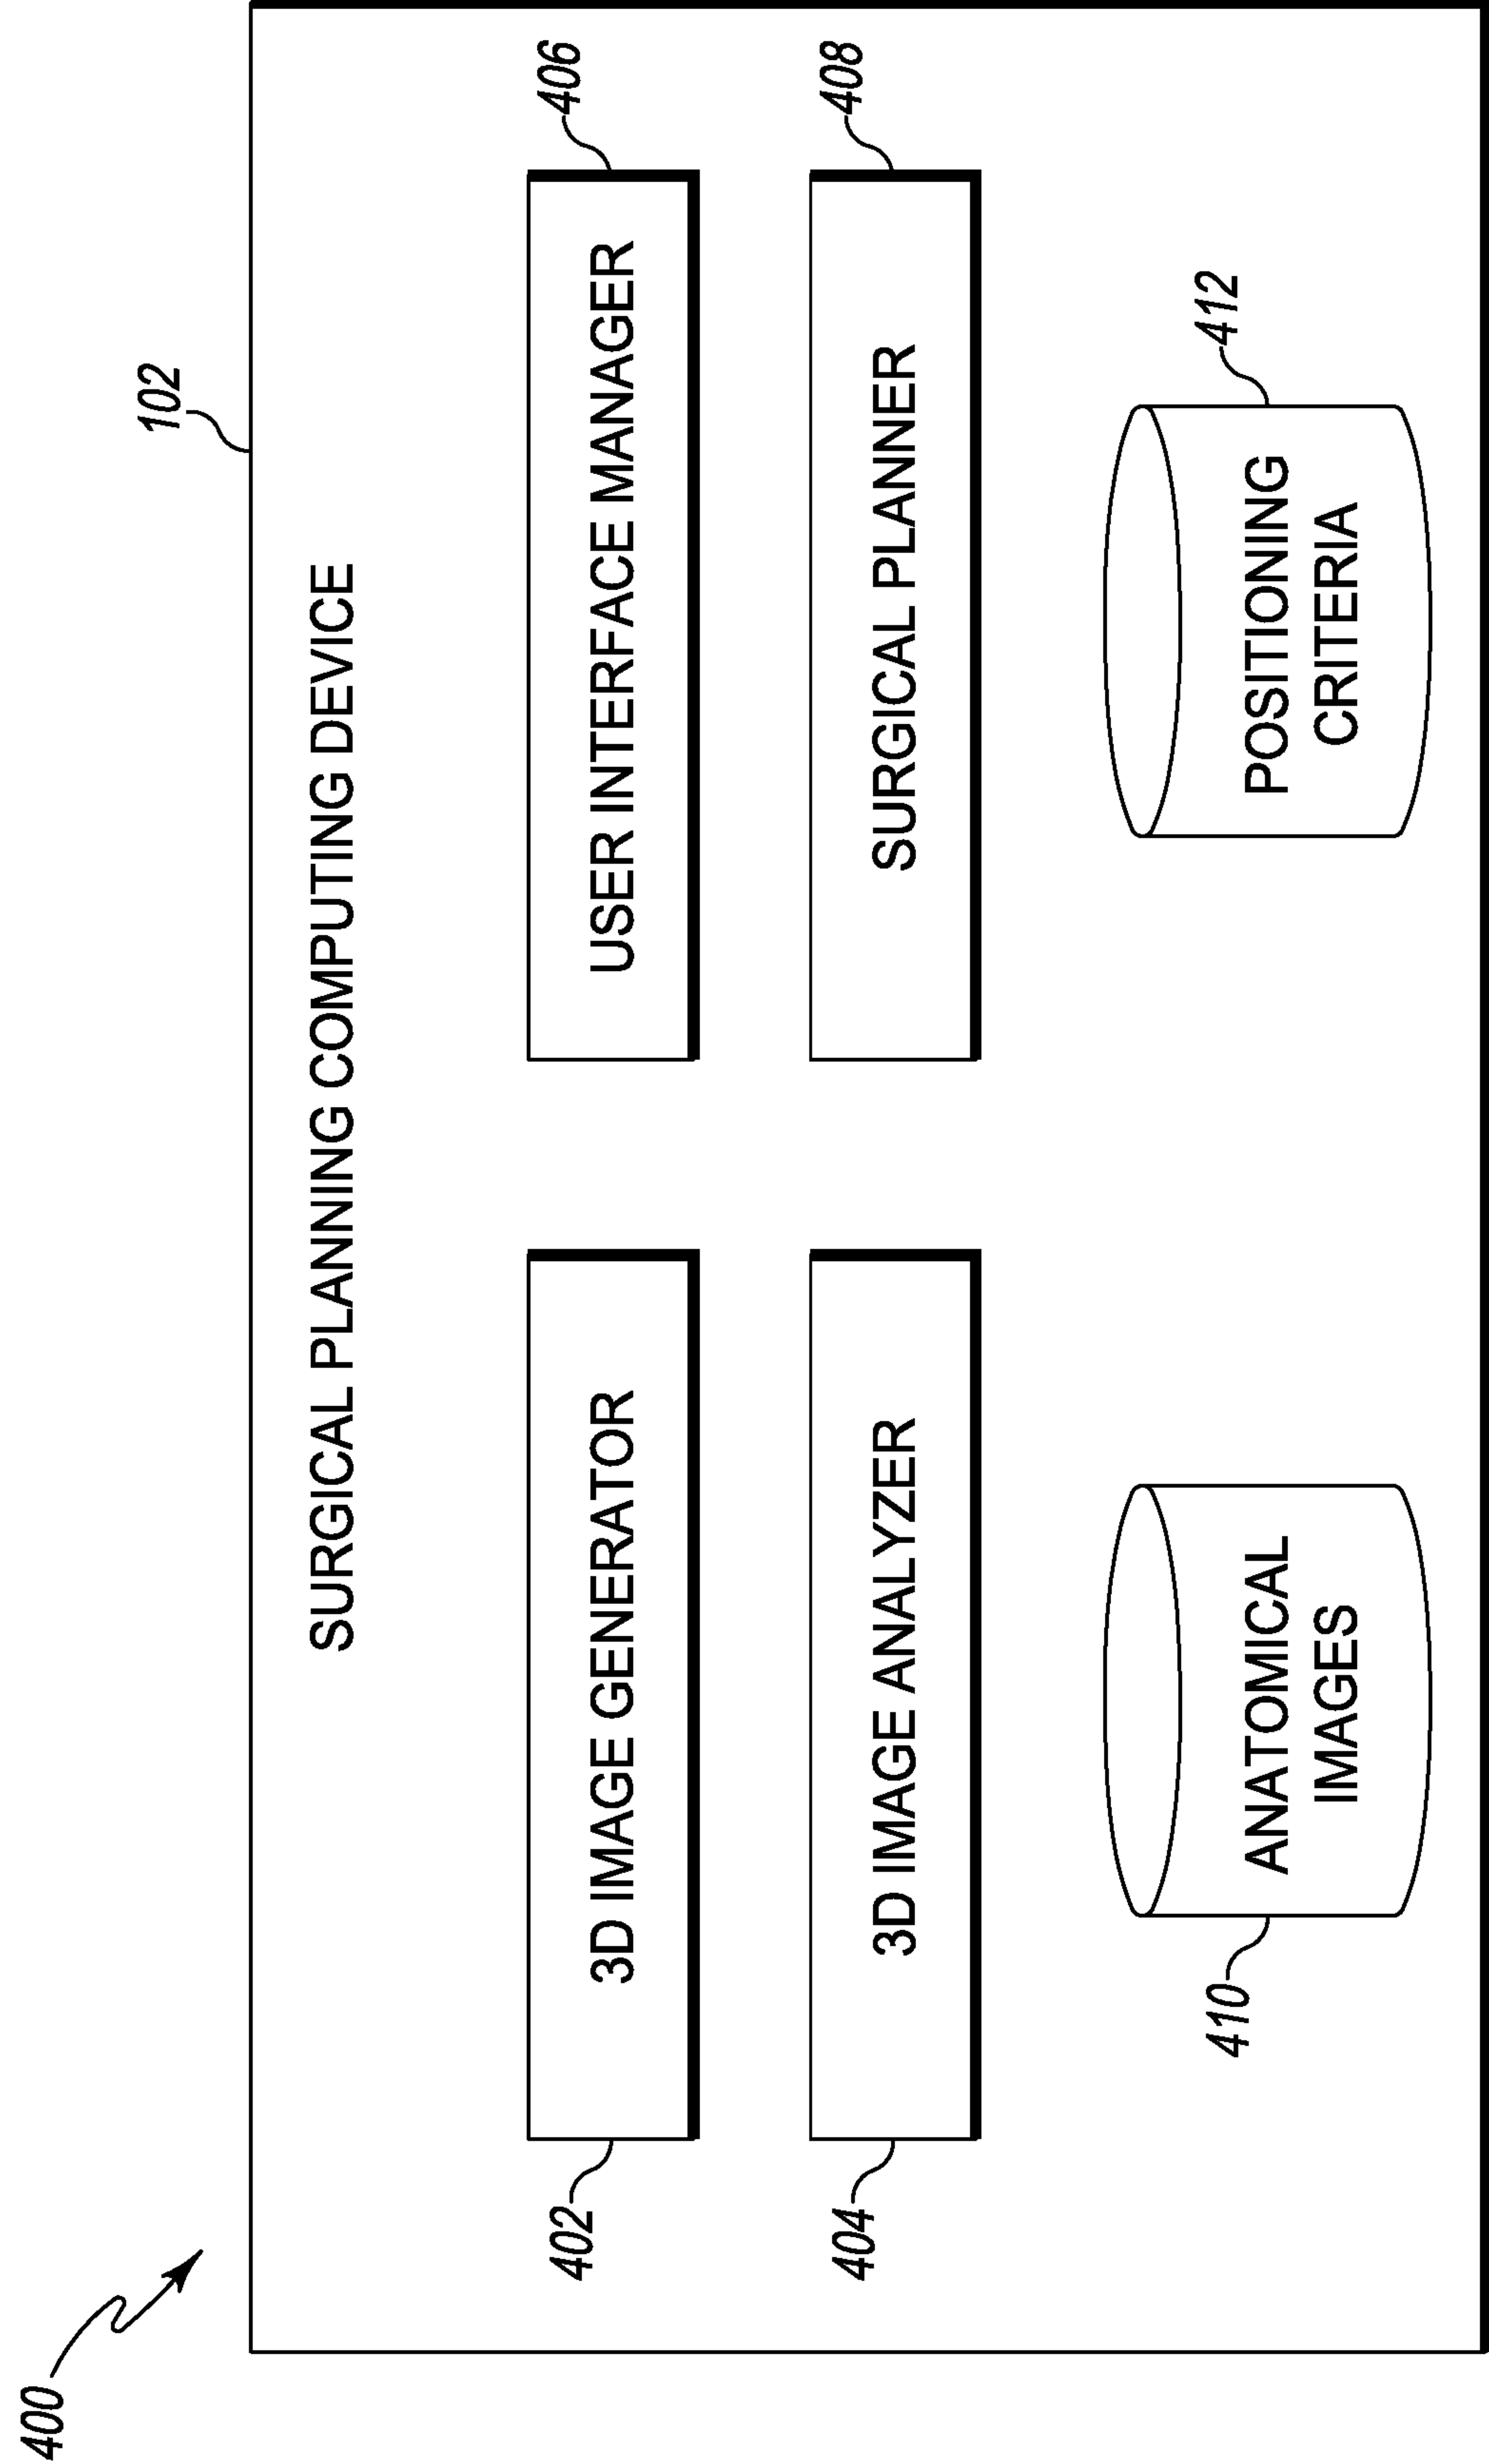 400
102
SURGICAL PLANNING COMPUTING DEVICE
402
3D IMAGE GENERATOR
USER INTERFACE MANAGER
406
404
3D IMAGE ANALYZER
SURGICAL PLANNER
408
410
ANATOMICAL
IMAGES
POSITIONING
CRITERIA
412